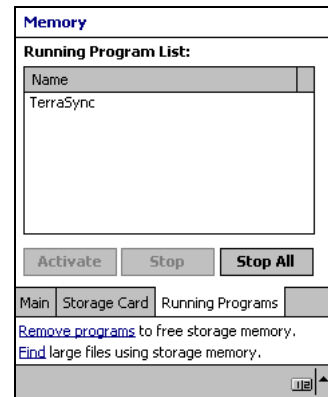 Memory
Running Program List:
Name
TerraSync
Activate Stop Stop All
Main Storage Card Running Programs
Remove programs to free storage memory.
Find large files using storage memory.